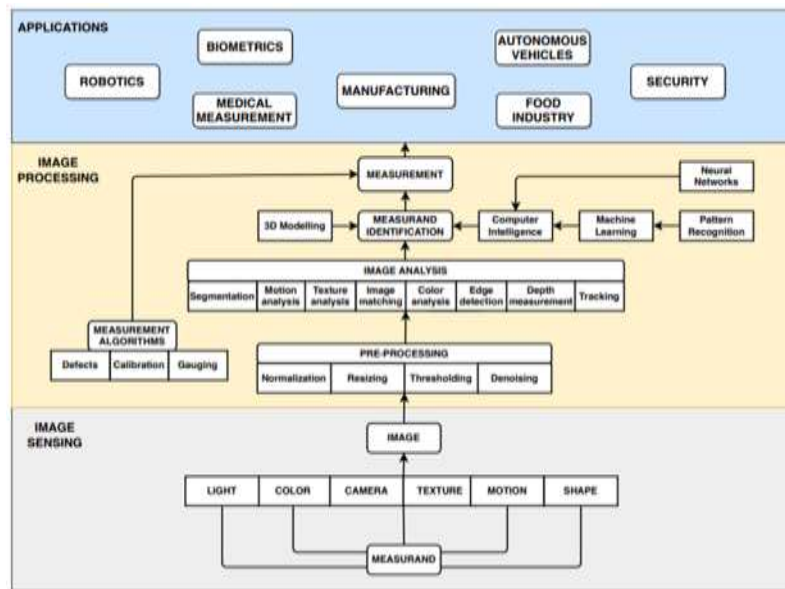 APPLICATIONS
BIOMETRICS
AUTONOMOUS
VEHICLES
ROBOTICS
SECURITY
MANUFACTURING
MEDICAL
MEASUREMENT
FOOD
INDUSTRY
IMAGE
PROCESSING
MEASUREMENT
Neural
Networks
3D Modelling
MEASURAND
IDENTIFICATION
Computer
Intelligence
Machine
Learning
Pattern
Recognition
IMAGE ANALYSIS
Segmentation
Motion
analysis
Texture
analysis
Image
matching
Color
analysis
Edge
detection
Depth
measurement
Tracking
MEASUREMENT
ALGORITHMS
Defects
Calibration
Gauging
PRE-PROCESSING
Normalization
Resizing
Thresholding
Denoising
IMAGE
SENSING
IMAGE
LIGHT
COLOR
CAMERA
TEXTURE
MOTION
SHAPE
MEASURAND